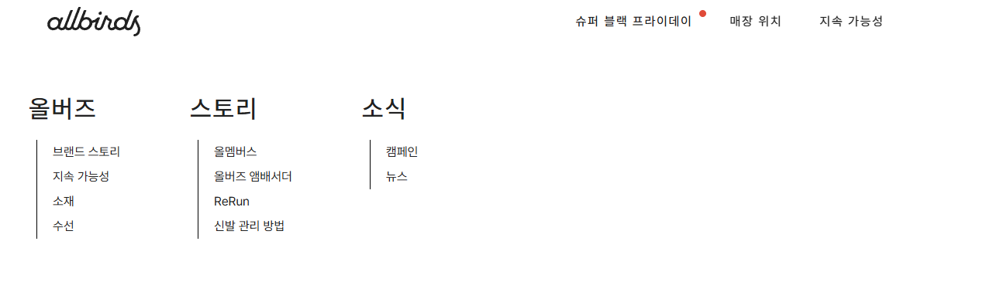 allbirds
슈퍼 블랙 프라이데이
매장 위치
지속 가능성
올버즈
브랜드 스토리
지속 가능성
소재
수선
스토리
올멤버스
올버즈 앰배서더
ReRun
신발 관리 방법
소식
캠페인
뉴스